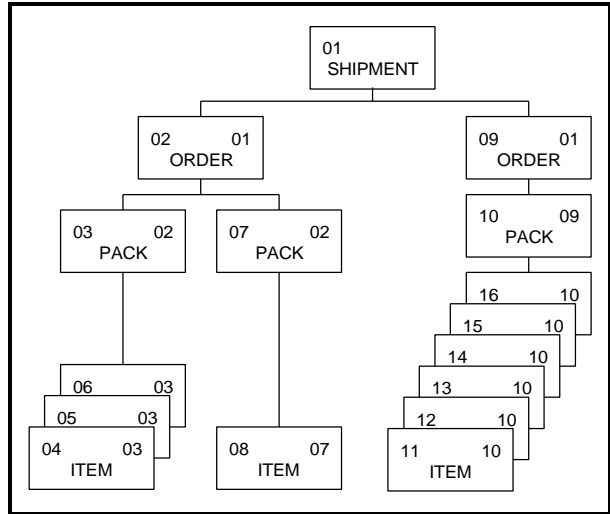 01
SHIPMENT
02 01
ORDER
09 01
ORDER
03 02
PACK
07 02
PACK
10 09
PACK
16 10
15 10
14 10
13 10
12 10
11 10
ITEM
06 03
05 03
04 03
ITEM
08 07
ITEM